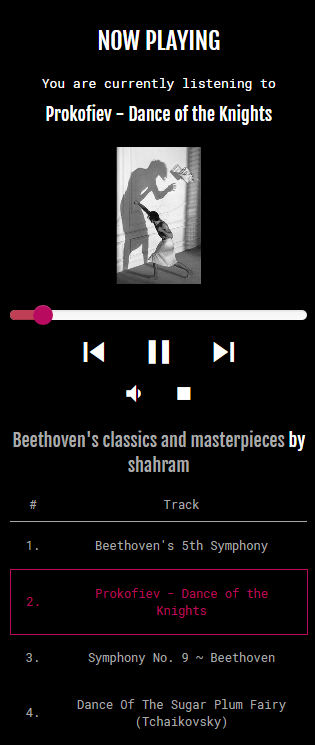 NOW PLAYING
You are currently listening to
Prokofiev - Dance of the Knights
Beethoven's classics and masterpieces by
shahram
# Track
1. Beethoven's 5th Symphony
2. Prokofiev - Dance of the
Knights
3. Symphony No. 9 ~ Beethoven
4. Dance Of The Sugar Plum Fairy
(Tchaikovsky)